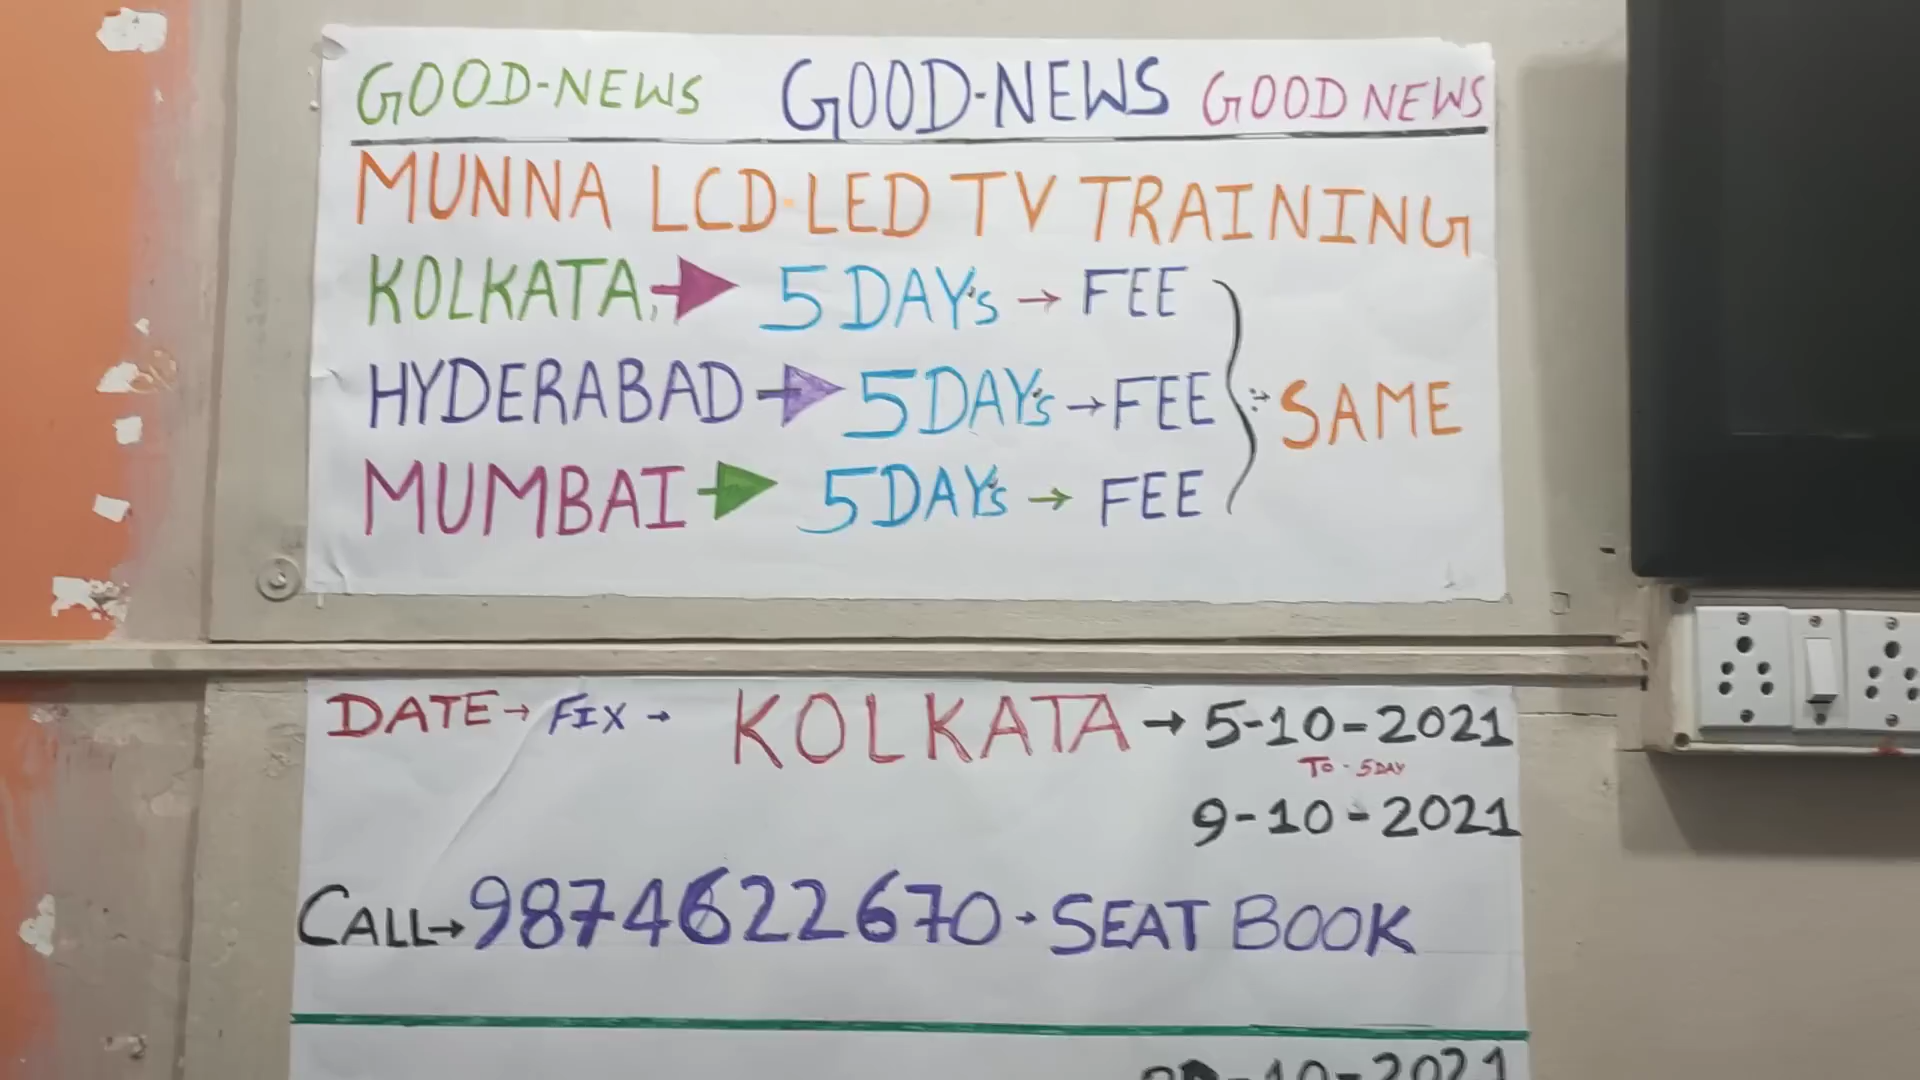 GOOD-NEWS GOOD-NEWS GOOD NEWS
MUNNA LCD-LED TV TRAINING
KOLKATA → 5 DAY's → FEE
HYDERABAD → 5 DAY's → FEE
SAME
MUMBAI → 5 DAY's → FEE
DATE → FIX → KOLKATA → 5-10-2021
TO - 5 DAY
9-10-2021
CALL → 9874622670 → SEAT BOOK
-10-2021